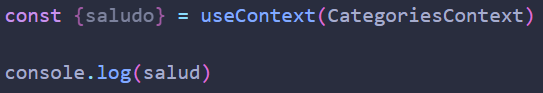 const {saludo} = useContext(CategoriesContext)
console.log(salud)